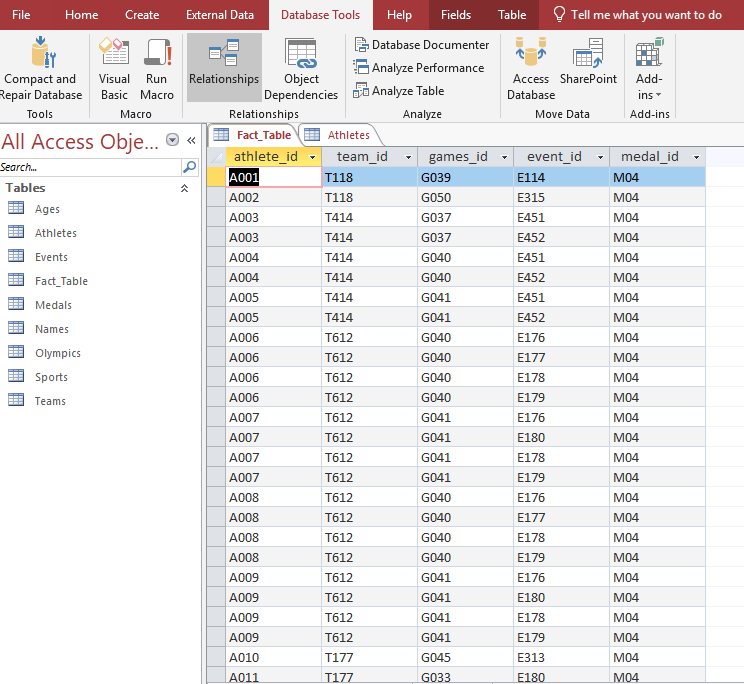 File Home Create External Data Database Tools Help Fields Table Tell me what you want to do
Compact and Repair Database
Visual Basic
Run Macro
Relationships
Object Dependencies
Database Documenter
Analyze Performance
Analyze Table
Access Database
SharePoint
Add-ins
Tools Macro Relationships Analyze Move Data Add-ins
All Access Obje...
Search...
Tables
Ages
Athletes
Events
Fact_Table
Medals
Names
Olympics
Sports
Teams
Fact_Table Athletes
athlete_id team_id games_id event_id medal_id
A001 T118 G039 E114 M04
A002 T118 G050 E315 M04
A003 T414 G037 E451 M04
A003 T414 G037 E452 M04
A004 T414 G040 E451 M04
A004 T414 G040 E452 M04
A005 T414 G041 E451 M04
A005 T414 G041 E452 M04
A006 T612 G040 E176 M04
A006 T612 G040 E177 M04
A006 T612 G040 E178 M04
A006 T612 G040 E179 M04
A007 T612 G041 E176 M04
A007 T612 G041 E180 M04
A007 T612 G041 E178 M04
A007 T612 G041 E179 M04
A008 T612 G040 E176 M04
A008 T612 G040 E177 M04
A008 T612 G040 E178 M04
A008 T612 G040 E179 M04
A009 T612 G041 E176 M04
A009 T612 G041 E180 M04
A009 T612 G041 E178 M04
A009 T612 G041 E179 M04
A010 T177 G045 E313 M04
A011 T177 G033 E180 M04